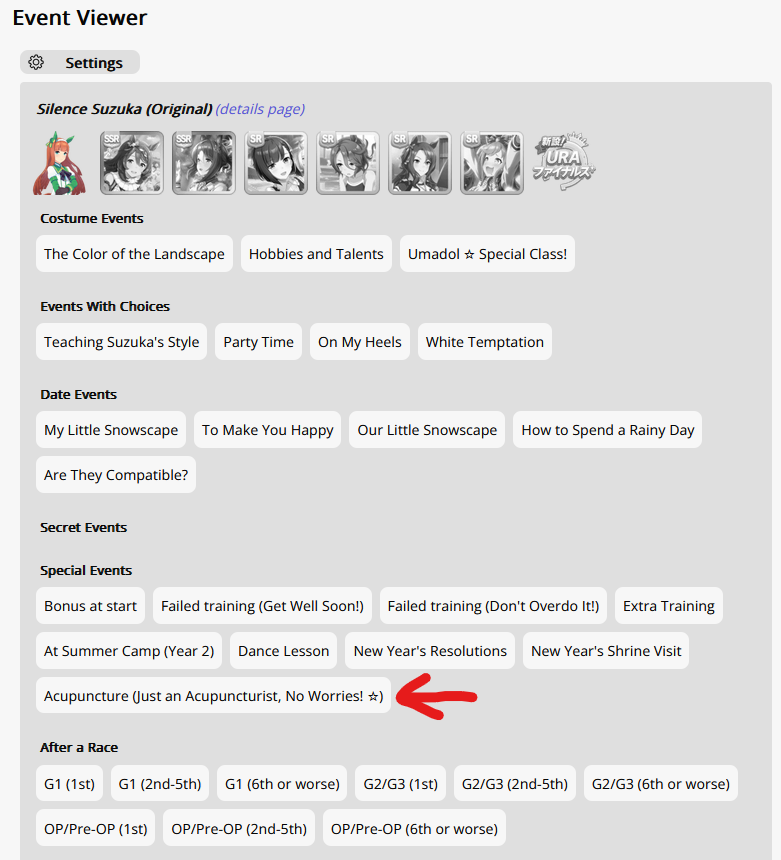 Event Viewer
Settings
Silence Suzuka (Original) (details page)
SSR SSR SR SR SR SR 新設!
URA
ファイナルズ
Costume Events
The Color of the Landscape Hobbies and Talents Umadol ☆ Special Class!
Events With Choices
Teaching Suzuka's Style Party Time On My Heels White Temptation
Date Events
My Little Snowscape To Make You Happy Our Little Snowscape How to Spend a Rainy Day
Are They Compatible?
Secret Events
Special Events
Bonus at start Failed training (Get Well Soon!) Failed training (Don't Overdo It!) Extra Training
At Summer Camp (Year 2) Dance Lesson New Year's Resolutions New Year's Shrine Visit
Acupuncture (Just an Acupuncturist, No Worries! ☆)
After a Race
G1 (1st) G1 (2nd-5th) G1 (6th or worse) G2/G3 (1st) G2/G3 (2nd-5th) G2/G3 (6th or worse)
OP/Pre-OP (1st) OP/Pre-OP (2nd-5th) OP/Pre-OP (6th or worse)